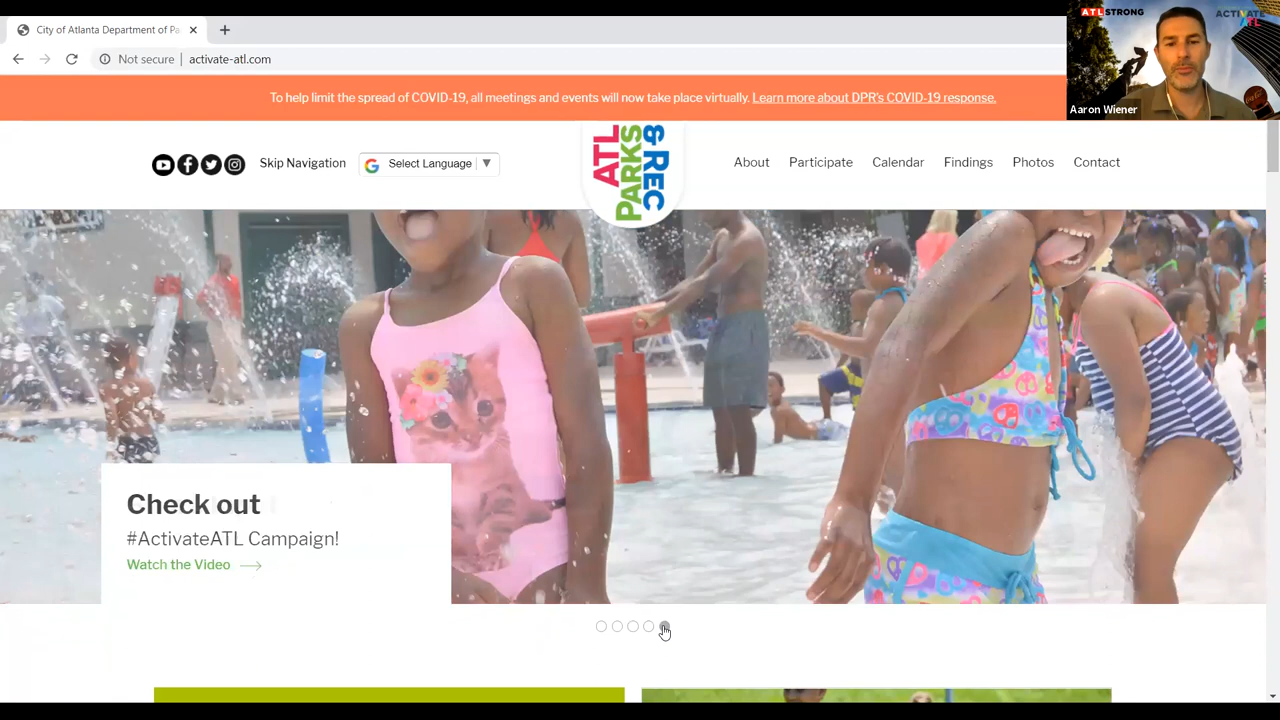 City of Atlanta Department of Pa
Not secure
activate-atl.com
ATLSTRONG
ACTIVATE
ATL
Aaron Wiener
To help limit the spread of COVID-19, all meetings and events will now take place virtually. Learn more about DPR's COVID-19 response.
Skip Navigation
Select Language
ATL
PARKS
& REC
About
Participate
Calendar
Findings
Photos
Contact
Check out
#ActivateATL Campaign!
Watch the Video